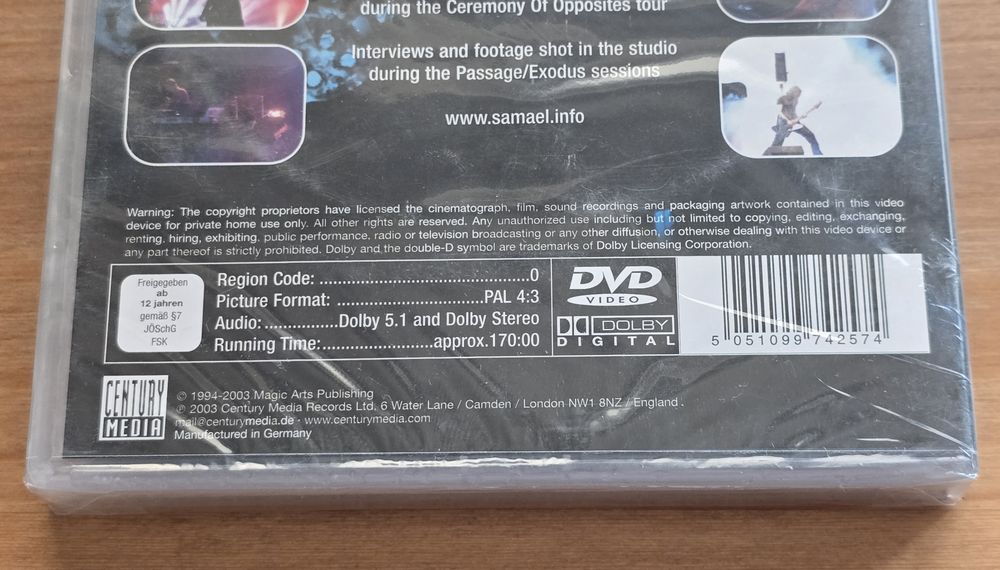 during the Ceremony Of Opposites tour
Interviews and footage shot in the studio
during the Passage/Exodus sessions
www.samael.info
Warning: The copyright proprietors have licensed the cinematograph, film, sound recordings and packaging artwork contained in this video
device for private home use only. All other rights are reserved. Any unauthorized use including but not limited to copying, editing, exchanging,
renting, hiring, exhibiting, public performance, radio or television broadcasting or any other diffusion, or otherwise dealing with this video device or
any part thereof is strictly prohibited. Dolby and the double-D symbol are trademarks of Dolby Licensing Corporation.
Freigegeben
ab
12 jahren
gemäß §7
JÖSchG
FSK
Region Code: ............................................0
Picture Format: ..............................PAL 4:3
Audio:...............Dolby 5.1 and Dolby Stereo
Running Time:.......................approx.170:00
DVD
VIDEO
DOLBY
DIGITAL
5 051099 742574
CENTURY
MEDIA
© 1994-2003 Magic Arts Publishing
℗ 2003 Century Media Records Ltd, 6 Water Lane / Camden / London NW1 8NZ / England .
mail@centurymedia.de · www.centurymedia.com
Manufactured in Germany